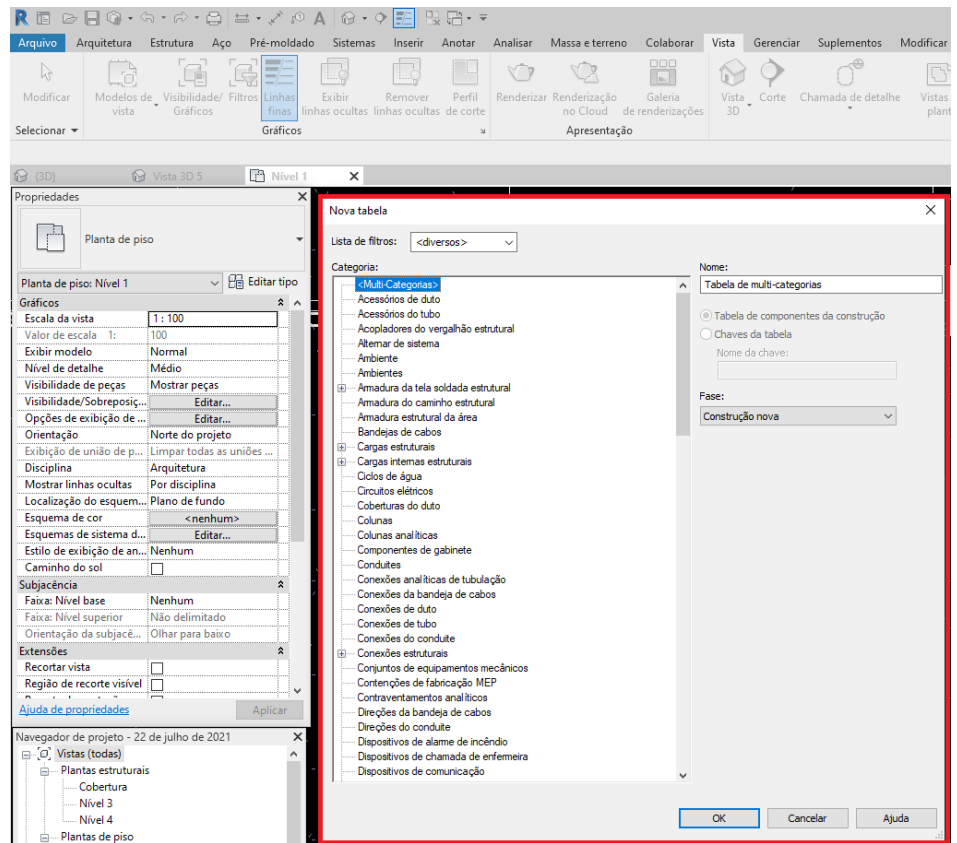 Arquivo Arquitetura Estrutura Aço Pré-moldado Sistemas Inserir Anotar Analisar Massa e terreno Colaborar Vista Gerenciar Suplementos Modificar
Modificar Modelos de vista Visibilidade/ Gráficos Filtros Linhas finas Exibir linhas ocultas Remover linhas ocultas Perfil de corte Renderizar Renderização no Cloud Galeria de renderizações Vista 3D Corte Chamada de detalhe Vistas plant
Selecionar Gráficos Apresentação
{3D} Vista 3D 5 Nível 1
Propriedades
Planta de piso
Planta de piso: Nível 1 Editar tipo
Gráficos
Escala da vista 1 : 100
Valor de escala 1: 100
Exibir modelo Normal
Nível de detalhe Médio
Visibilidade de peças Mostrar peças
Visibilidade/Sobreposiç... Editar...
Opções de exibição de ... Editar...
Orientação Norte do projeto
Exibição de união de p... Limpar todas as uniões ...
Disciplina Arquitetura
Mostrar linhas ocultas Por disciplina
Localização do esquem... Plano de fundo
Esquema de cor <nenhum>
Esquemas de sistema d... Editar...
Estilo de exibição de an... Nenhum
Caminho do sol
Subjacência
Faixa: Nível base Nenhum
Faixa: Nível superior Não delimitado
Orientação da subjacê... Olhar para baixo
Extensões
Recortar vista
Região de recorte visível
Ajuda de propriedades Aplicar
Navegador de projeto - 22 de julho de 2021
Vistas (todas)
Plantas estruturais
Cobertura
Nível 3
Nível 4
Plantas de piso
Nova tabela
Lista de filtros: <diversos>
Categoria:
<Multi-Categorias>
Acessórios de duto
Acessórios do tubo
Acopladores do vergalhão estrutural
Alternar de sistema
Ambiente
Ambientes
Armadura da tela soldada estrutural
Armadura do caminho estrutural
Armadura estrutural da área
Bandejas de cabos
Cargas estruturais
Cargas internas estruturais
Ciclos de água
Circuitos elétricos
Coberturas do duto
Colunas
Colunas analíticas
Componentes de gabinete
Conduites
Conexões analíticas de tubulação
Conexões da bandeja de cabos
Conexões de duto
Conexões de tubo
Conexões do conduite
Conexões estruturais
Conjuntos de equipamentos mecânicos
Contenções de fabricação MEP
Contraventamentos analíticos
Direções da bandeja de cabos
Direções do conduite
Dispositivos de alarme de incêndio
Dispositivos de chamada de enfermeira
Dispositivos de comunicação
Nome:
Tabela de multi-categorias
Tabela de componentes da construção
Chaves da tabela
Nome da chave:
Fase:
Construção nova
OK Cancelar Ajuda